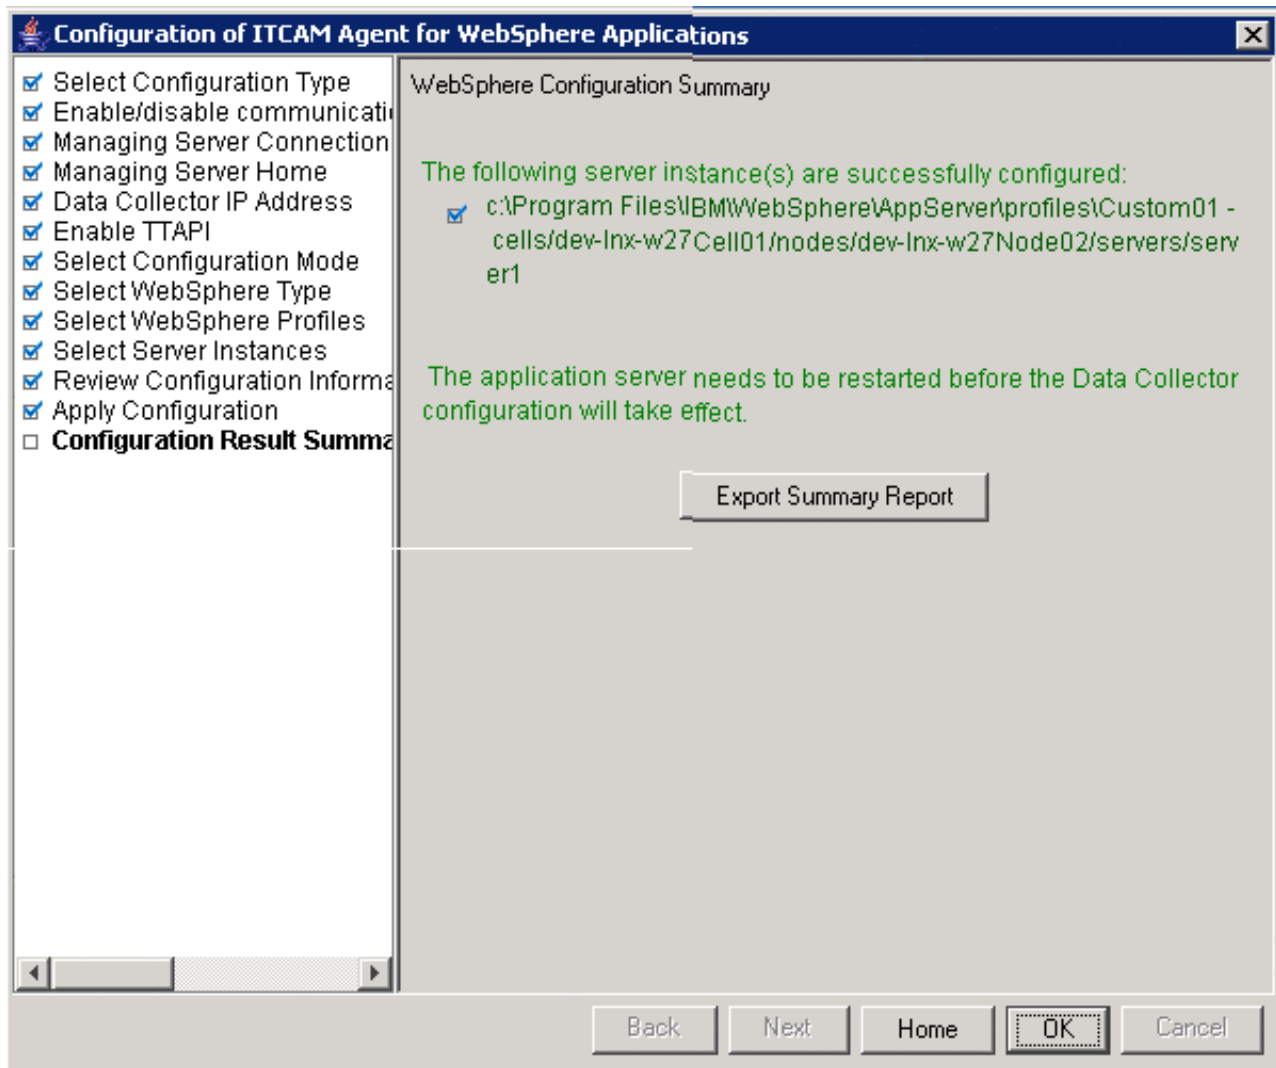 Configuration of ITCAM Agent for WebSphere Applications
Select Configuration Type
Enable/disable communicati
Managing Server Connection
Managing Server Home
Data Collector IP Address
Enable TTAPI
Select Configuration Mode
Select WebSphere Type
Select WebSphere Profiles
Select Server Instances
Review Configuration Informa
Apply Configuration
Configuration Result Summa
WebSphere Configuration Summary
The following server instance(s) are successfully configured:
c:\Program Files\IBM\WebSphere\AppServer\profiles\Custom01 -
cells/dev-lnx-w27Cell01/nodes/dev-lnx-w27Node02/servers/serv
er1
The application server needs to be restarted before the Data Collector
configuration will take effect.
Export Summary Report
Back
Next
Home
OK
Cancel